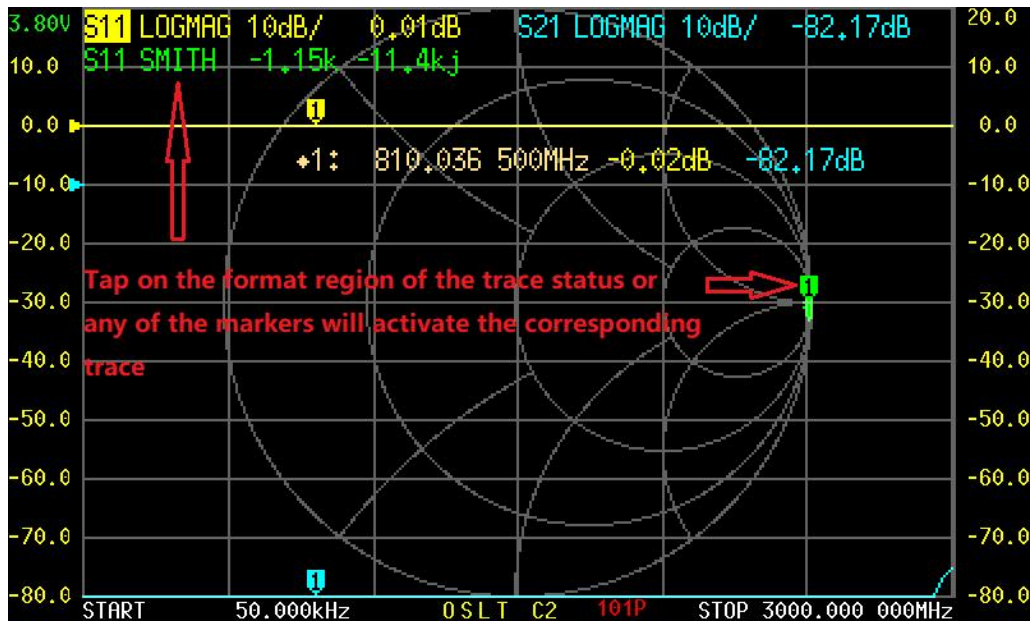 3.80V S11 LOGMAG 10dB/ 0.01dB S21 LOGMAG 10dB/ -82.17dB 20.0
10.0 S11 SMITH -1.15k -11.4kj 10.0
1
0.0 0.0
♦1: 810.036 500MHz -0.02dB -82.17dB
-10.0 -10.0
-20.0 -20.0
Tap on the format region of the trace status or 1
-30.0 -30.0
any of the markers will activate the corresponding
-40.0 trace -40.0
-50.0 -50.0
-60.0 -60.0
-70.0 -70.0
1
-80.0 -80.0
START 50.000kHz OSLT C2 101P STOP 3000.000 000MHz